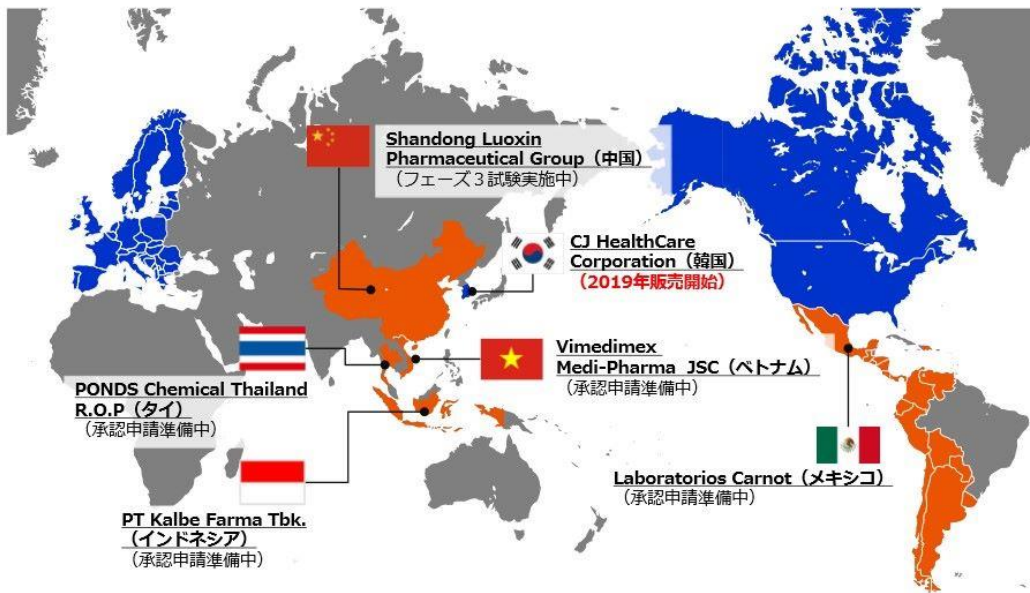 Shandong Luoxin
Pharmaceutical Group（中国）
（フェーズ３試験実施中）
CJ HealthCare
Corporation（韓国）
（2019年販売開始）
Vimedimex
Medi-Pharma JSC（ベトナム）
（承認申請準備中）
PONDS Chemical Thailand
R.O.P（タイ）
（承認申請準備中）
Laboratorios Carnot（メキシコ）
（承認申請準備中）
PT Kalbe Farma Tbk.
（インドネシア）
（承認申請準備中）